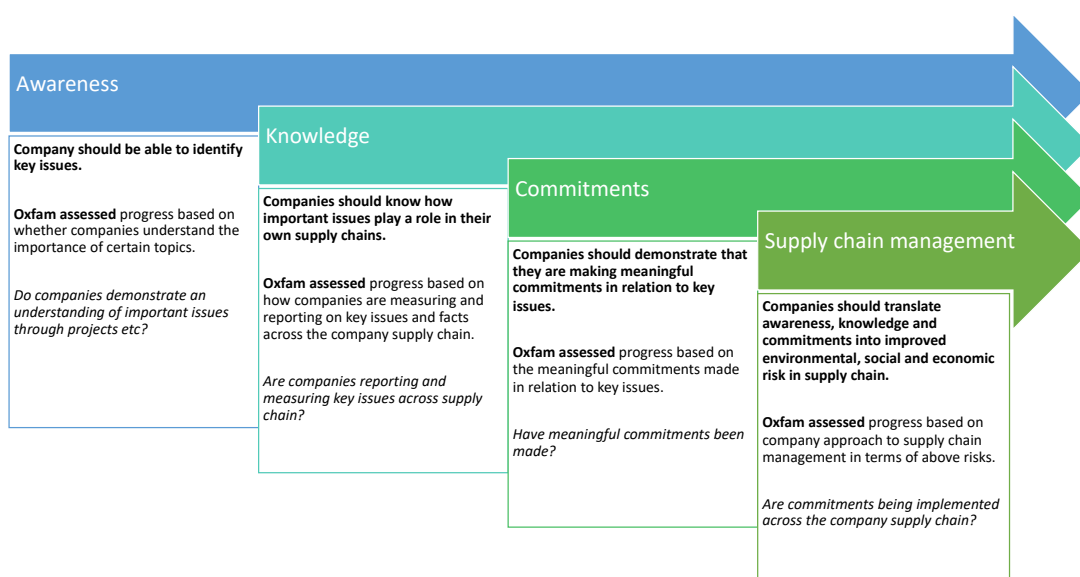 Awareness
Company should be able to identify
key issues.
Oxfam assessed progress based on
whether companies understand the
importance of certain topics.
Do companies demonstrate an
understanding of important issues
through projects etc?
Knowledge
Companies should know how
important issues play a role in their
own supply chains.
Oxfam assessed progress based on
how companies are measuring and
reporting on key issues and facts
across the company supply chain.
Are companies reporting and
measuring key issues across supply
chain?
Commitments
Companies should demonstrate that
they are making meaningful
commitments in relation to key
issues.
Oxfam assessed progress based on
the meaningful commitments made
in relation to key issues.
Have meaningful commitments been
made?
Supply chain management
Companies should translate
awareness, knowledge and
commitments into improved
environmental, social and economic
risk in supply chain.
Oxfam assessed progress based on
company approach to supply chain
management in terms of above risks.
Are commitments being implemented
across the company supply chain?